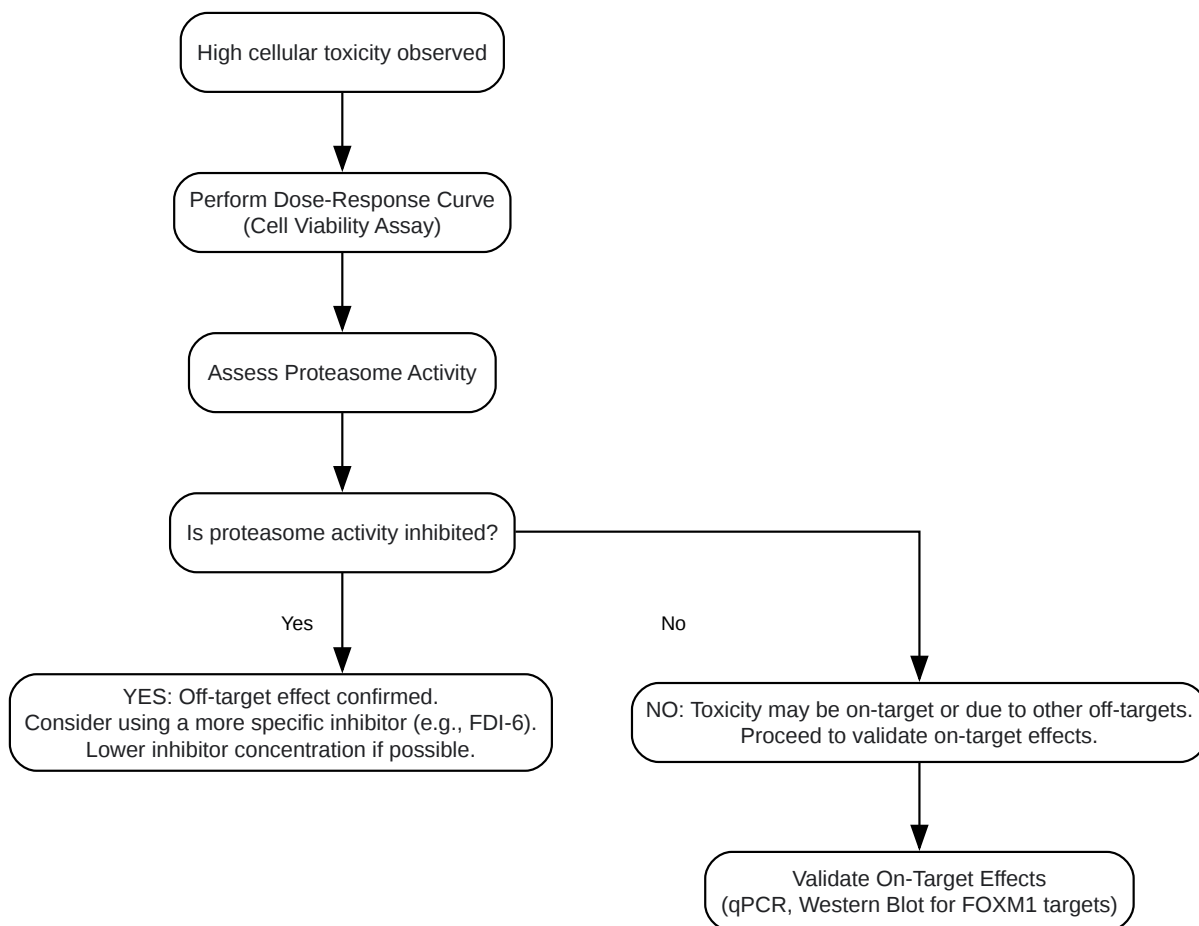 High cellular toxicity observed
Perform Dose-Response Curve
(Cell Viability Assay)
Assess Proteasome Activity
Is proteasome activity inhibited?
Yes
No
YES: Off-target effect confirmed.
Consider using a more specific inhibitor (e.g., FDI-6).
Lower inhibitor concentration if possible.
NO: Toxicity may be on-target or due to other off-targets.
Proceed to validate on-target effects.
Validate On-Target Effects
(qPCR, Western Blot for FOXM1 targets)